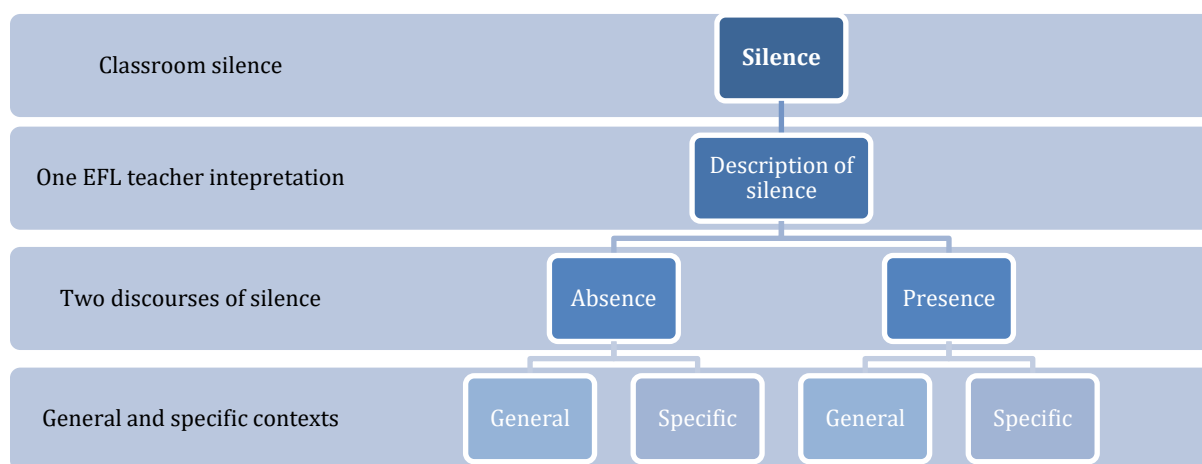 Classroom silence
Silence
One EFL teacher intepretation
Description of
silence
Two discourses of silence
Absence
Presence
General and specific contexts
General
Specific
General
Specific